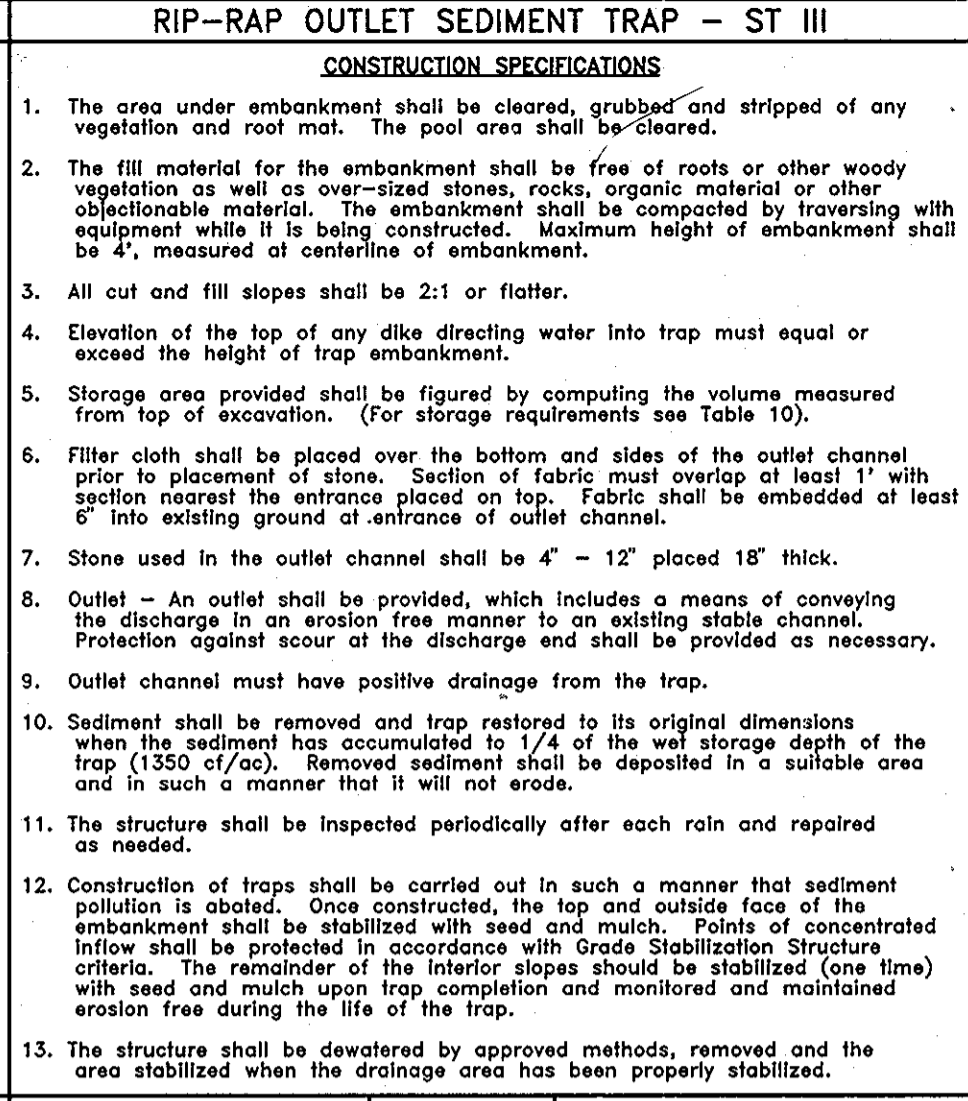 RIP-RAP OUTLET SEDIMENT TRAP - ST III
CONSTRUCTION SPECIFICATIONS
1. The area under embankment shall be cleared, grubbed and stripped of any
vegetation and root mat. The pool area shall be cleared.
2. The fill material for the embankment shall be free of roots or other woody
vegetation as well as over-sized stones, rocks, organic material or other
objectionable material. The embankment shall be compacted by traversing with
equipment while it is being constructed. Maximum height of embankment shall
be 4', measured at centerline of embankment.
3. All cut and fill slopes shall be 2:1 or flatter.
4. Elevation of the top of any dike directing water into trap must equal or
exceed the height of trap embankment.
5. Storage area provided shall be figured by computing the volume measured
from top of excavation. (For storage requirements see Table 10).
6. Filter cloth shall be placed over the bottom and sides of the outlet channel
prior to placement of stone. Section of fabric must overlap at least 1' with
section nearest the entrance placed on top. Fabric shall be embedded at least
6" into existing ground at entrance of outlet channel.
7. Stone used in the outlet channel shall be 4" - 12" placed 18" thick.
8. Outlet - An outlet shall be provided, which includes a means of conveying
the discharge in an erosion free manner to an existing stable channel.
Protection against scour at the discharge end shall be provided as necessary.
9. Outlet channel must have positive drainage from the trap.
10. Sediment shall be removed and trap restored to its original dimensions
when the sediment has accumulated to 1/4 of the wet storage depth of the
trap (1350 cf/ac). Removed sediment shall be deposited in a suitable area
and in such a manner that it will not erode.
11. The structure shall be inspected periodically after each rain and repaired
as needed.
12. Construction of traps shall be carried out in such a manner that sediment
pollution is abated. Once constructed, the top and outside face of the
embankment shall be stabilized with seed and mulch. Points of concentrated
inflow shall be protected in accordance with Grade Stabilization Structure
criteria. The remainder of the interior slopes should be stabilized (one time)
with seed and mulch upon trap completion and monitored and maintained
erosion free during the life of the trap.
13. The structure shall be dewatered by approved methods, removed and the
area stabilized when the drainage area has been properly stabilized.